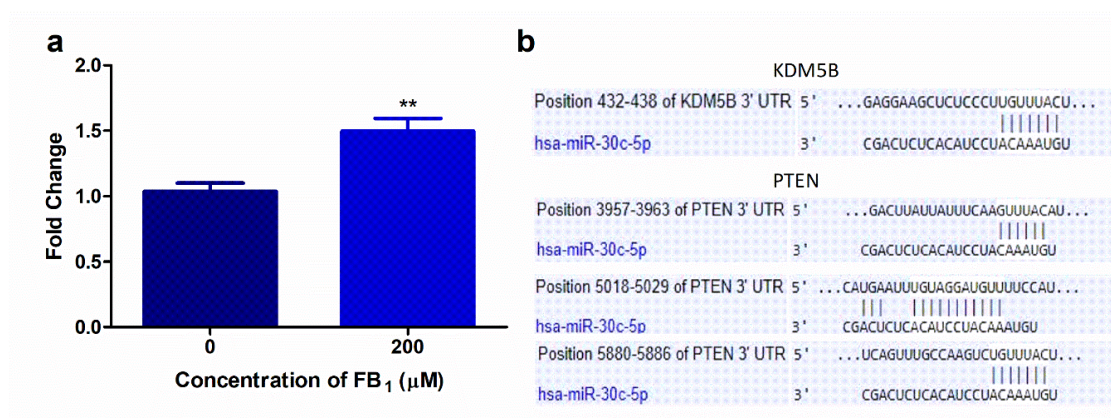 a
2.0
1.5
1.0
0.5
0.0
Fold Change
**
0
200
Concentration of FB1 (µM)
b
KDM5B
Position 432-438 of KDM5B 3' UTR 5' ...GAGGAAGCUCUCCCUUGUUUACU...
hsa-miR-30c-5p 3' CGACUCUCACAUCCUACAAAUGU
PTEN
Position 3957-3963 of PTEN 3' UTR 5' ...GACUUAUUAUUUCAAGUUUACAU...
hsa-miR-30c-5p 3' CGACUCUCACAUCCUACAAAUGU
Position 5018-5029 of PTEN 3' UTR 5' ...CAUGAAUUUGUAGGAUGUUUUCCAU...
hsa-miR-30c-5p 3' CGACUCUCACAUCCUACAAAUGU
Position 5880-5886 of PTEN 3' UTR 5' ...UCAGUUUGCCAAGUCUGUUUACU...
hsa-miR-30c-5p 3' CGACUCUCACAUCCUACAAAUGU